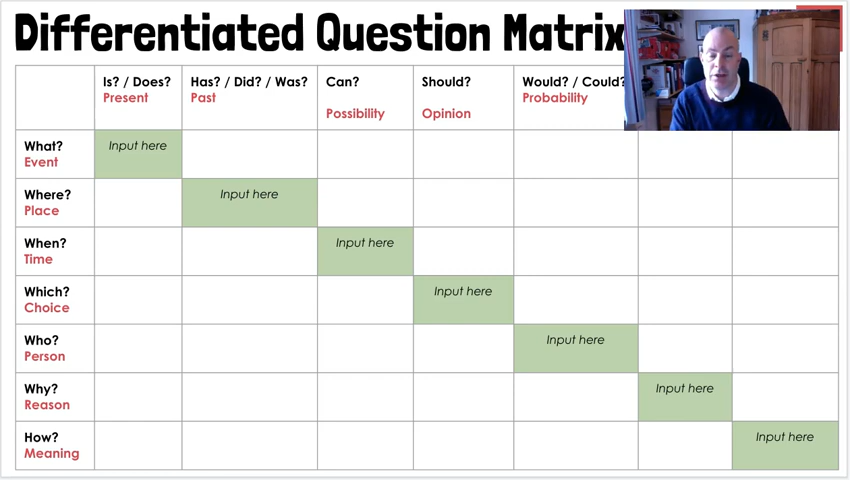 Differentiated Question Matrix
Is? / Does? Has? / Did? / Was? Can? Should? Would? / Could?
Present Past Possibility Opinion Probability
What? Input here
Event
Where? Input here
Place
When? Input here
Time
Which? Input here
Choice
Who? Input here
Person
Why? Input here
Reason
How? Input here
Meaning